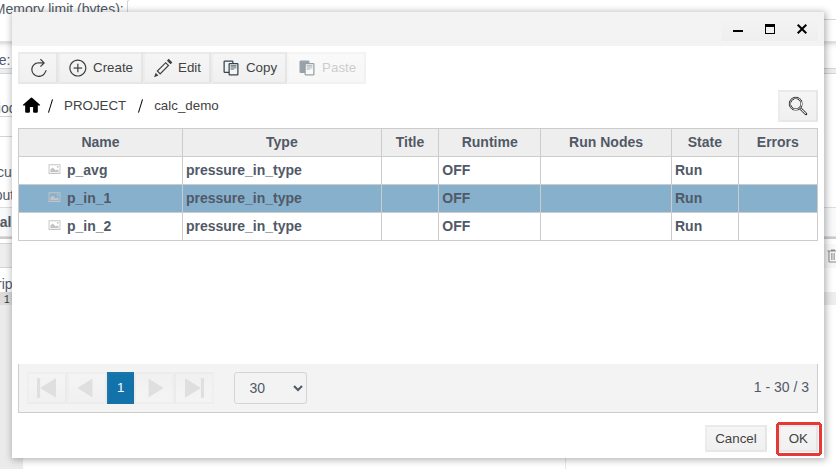 Memory limit (bytes):
Create Edit Copy Paste
/ PROJECT / calc_demo
Name Type Title Runtime Run Nodes State Errors
p_avg pressure_in_type OFF Run
p_in_1 pressure_in_type OFF Run
p_in_2 pressure_in_type OFF Run
1
1 30 1 - 30 / 3
Cancel OK